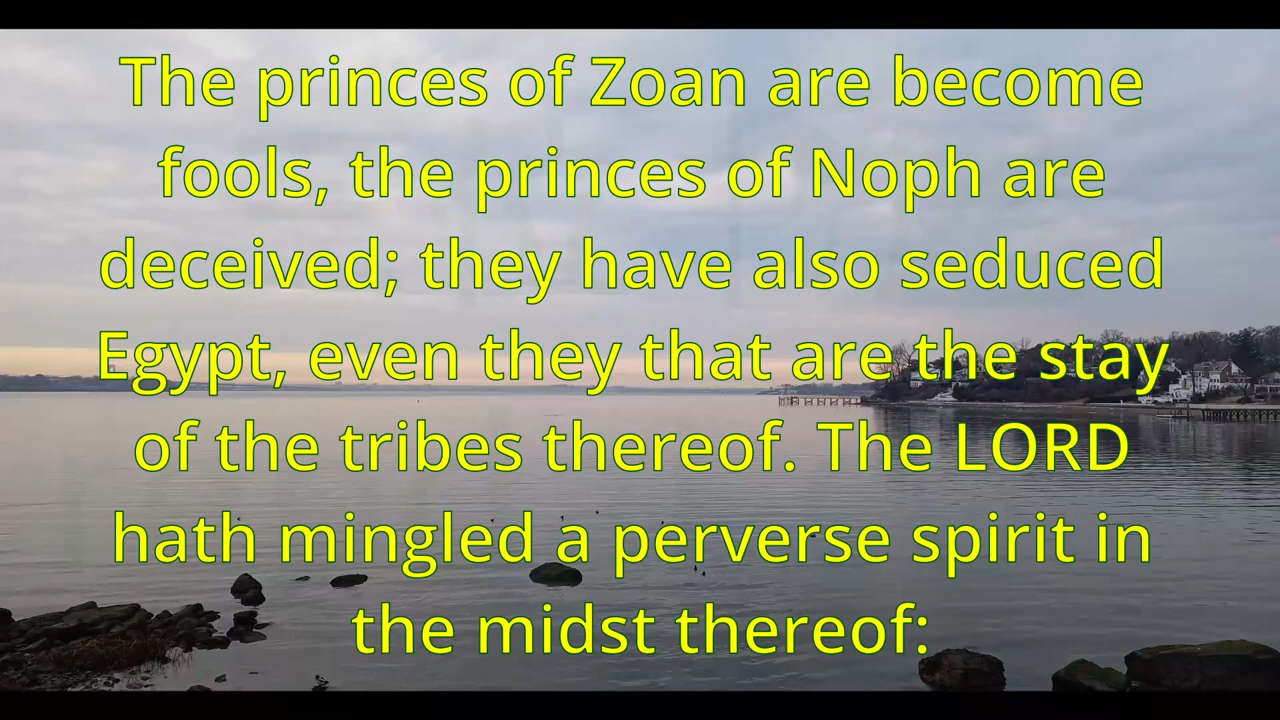 The princes of Zoan are become
fools, the princes of Noph are
deceived; they have also seduced
Egypt, even they that are the stay
of the tribes thereof. The LORD
hath mingled a perverse spirit in
the midst thereof: